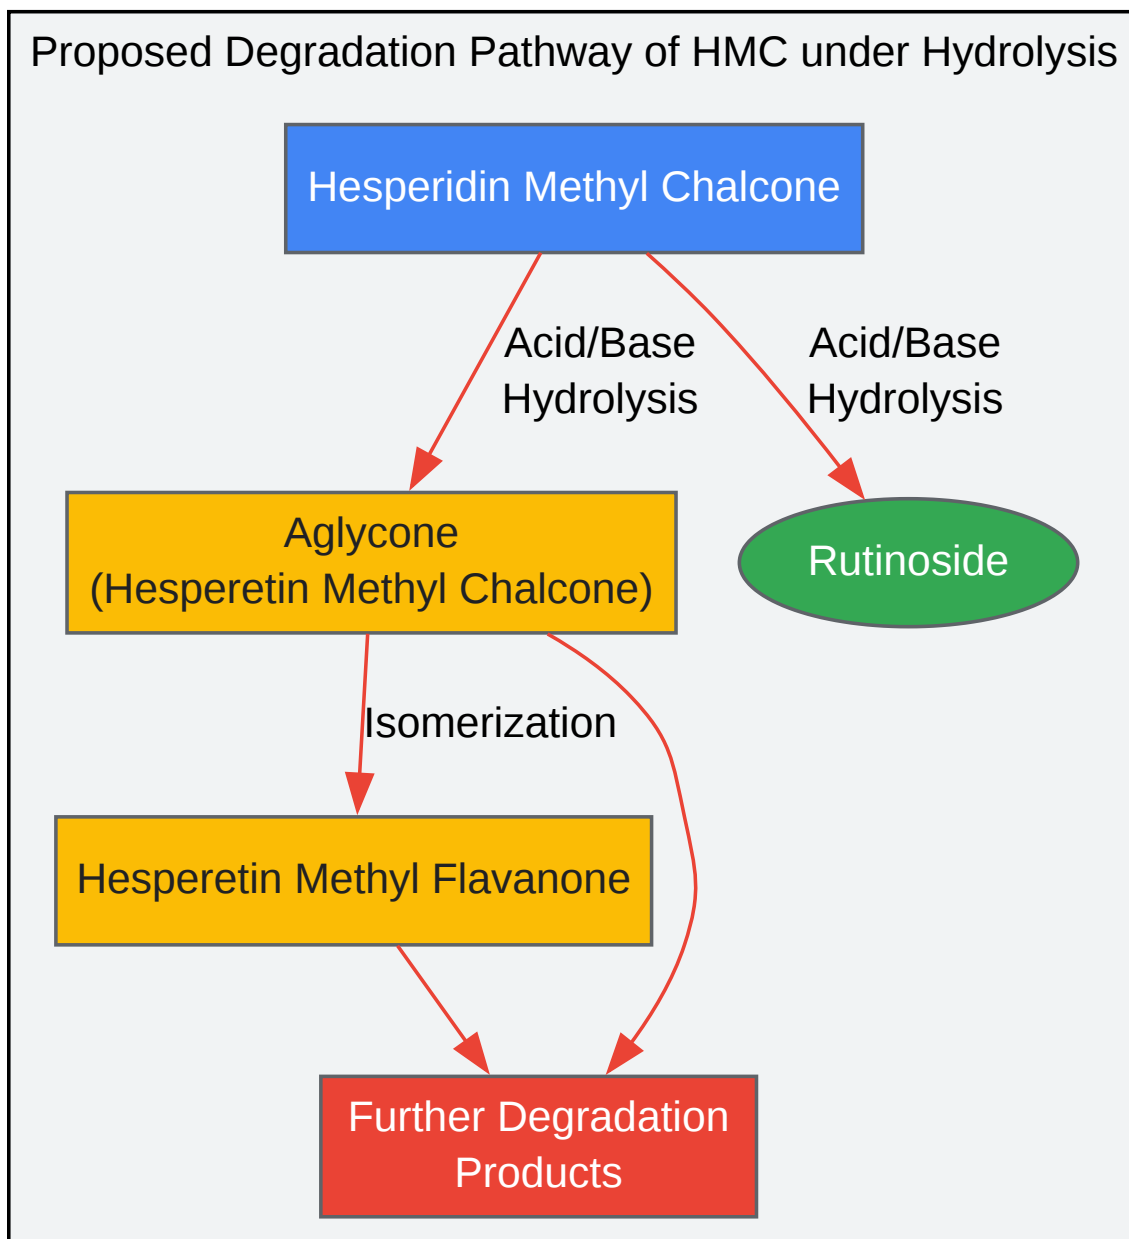 Proposed Degradation Pathway of HMC under Hydrolysis
Hesperidin Methyl Chalcone
Acid/Base
Hydrolysis
Acid/Base
Hydrolysis
Aglycone
(Hesperetin Methyl Chalcone)
Rutinoside
Isomerization
Hesperetin Methyl Flavanone
Further Degradation
Products